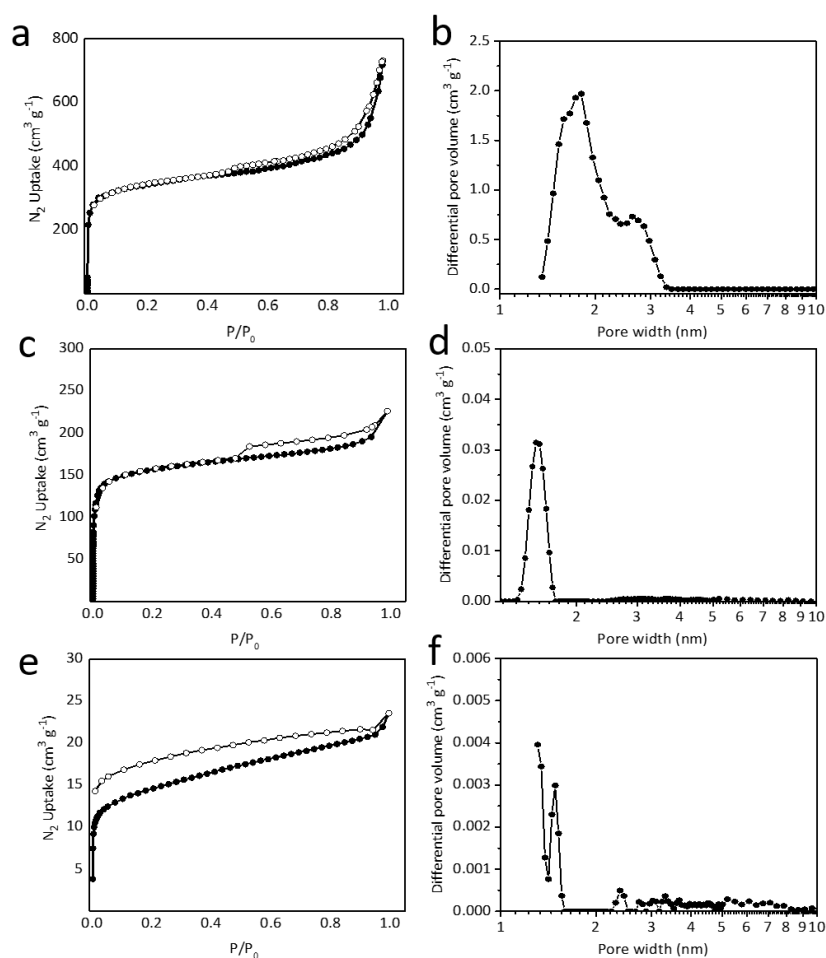 a
N₂ Uptake (cm³ g⁻¹)
800
600
400
200
0.0 0.2 0.4 0.6 0.8 1.0
P/P₀
b
Differential pore volume (cm³ g⁻¹)
2.5
2.0
1.5
1.0
0.5
0.0
1 2 3 4 5 6 7 8 9 10
Pore width (nm)
c
N₂ Uptake (cm³ g⁻¹)
300
250
200
150
100
50
0.0 0.2 0.4 0.6 0.8 1.0
P/P₀
d
Differential pore volume (cm³ g⁻¹)
0.05
0.04
0.03
0.02
0.01
0.00
2 3 4 5 6 7 8 9 10
Pore width (nm)
e
N₂ Uptake (cm³ g⁻¹)
30
25
20
15
10
5
0.0 0.2 0.4 0.6 0.8 1.0
P/P₀
f
Differential pore volume (cm³ g⁻¹)
0.006
0.005
0.004
0.003
0.002
0.001
0.000
1 2 3 4 5 6 7 8 9 10
Pore width (nm)